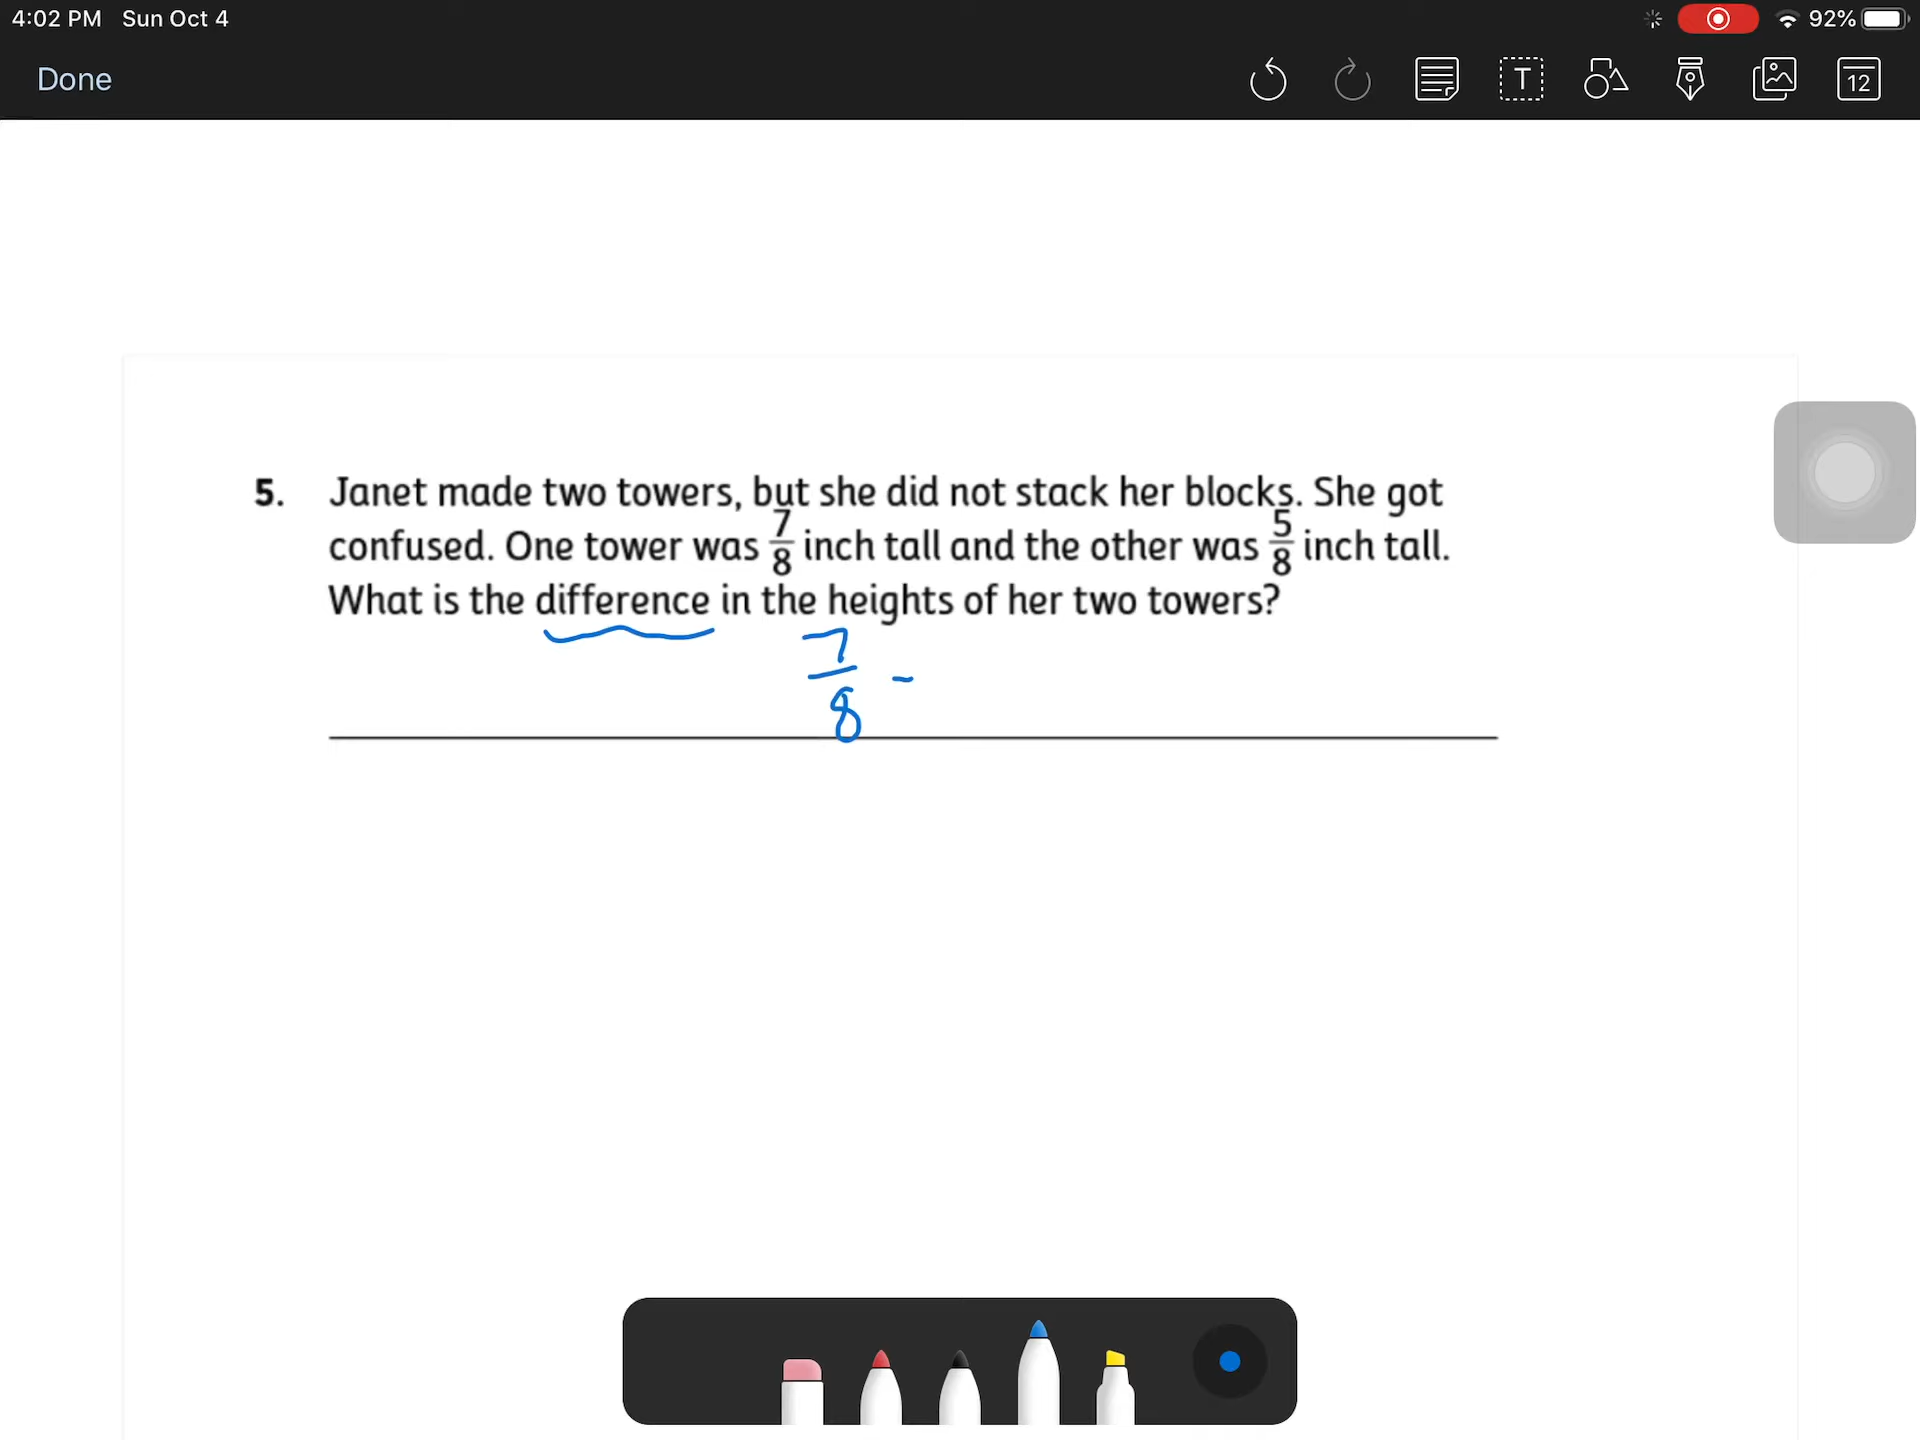 4:02 PM Sun Oct 4
92%
Done
T
12
5. Janet made two towers, but she did not stack her blocks. She got
confused. One tower was 7/8 inch tall and the other was 5/8 inch tall.
What is the difference in the heights of her two towers?
7/8 -